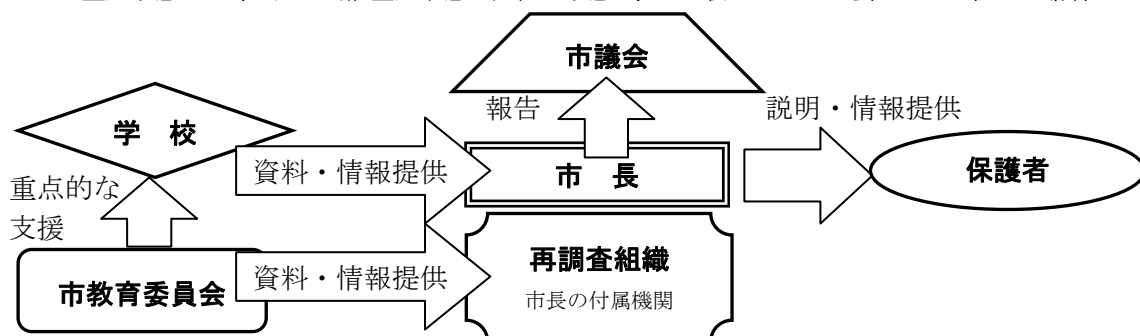 市議会
報告
説明・情報提供
学　校
資料・情報提供
市　長
保護者
重点的な
支援
市教育委員会
資料・情報提供
再調査組織
市長の付属機関